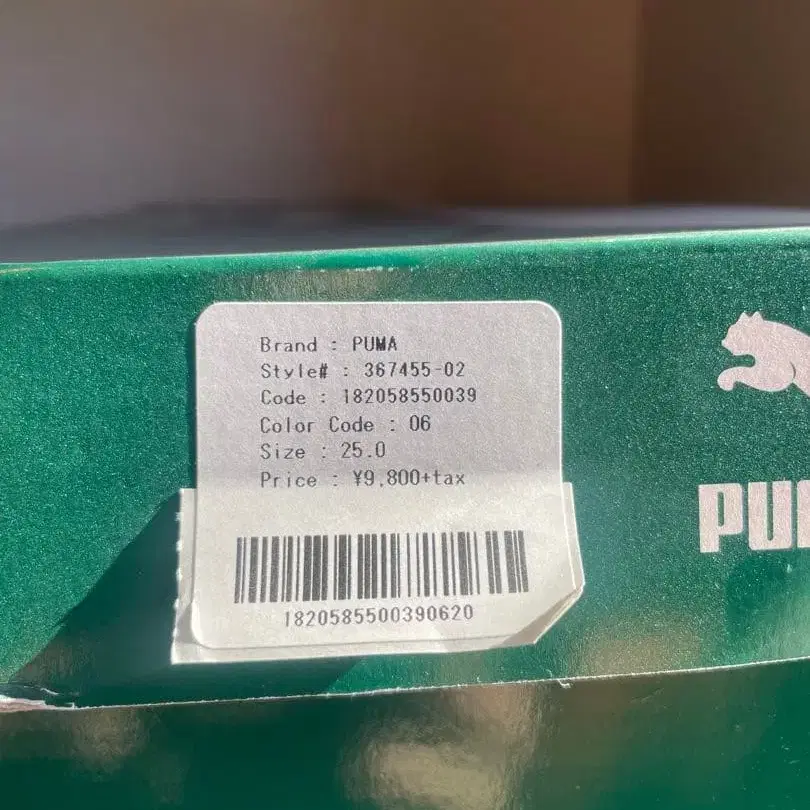 Brand : PUMA
Style# : 367455-02
Code : 182058550039
Color Code : 06
Size : 25.0
Price : ¥9,800+tax
1820585500390620
PU